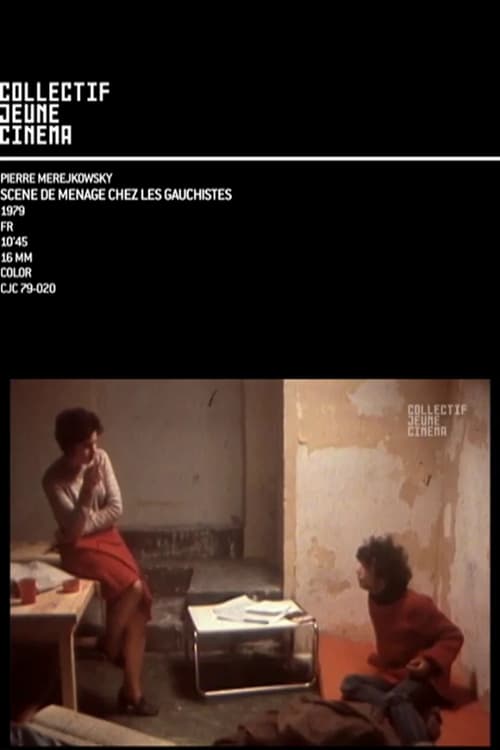 COLLECTIF
JEUNE
CINEMA
PIERRE MEREJKOWSKY
SCENE DE MENAGE CHEZ LES GAUCHISTES
1979
FR
10'45
16 MM
COLOR
CJC 79-020
COLLECTIF
JEUNE
CINEMA